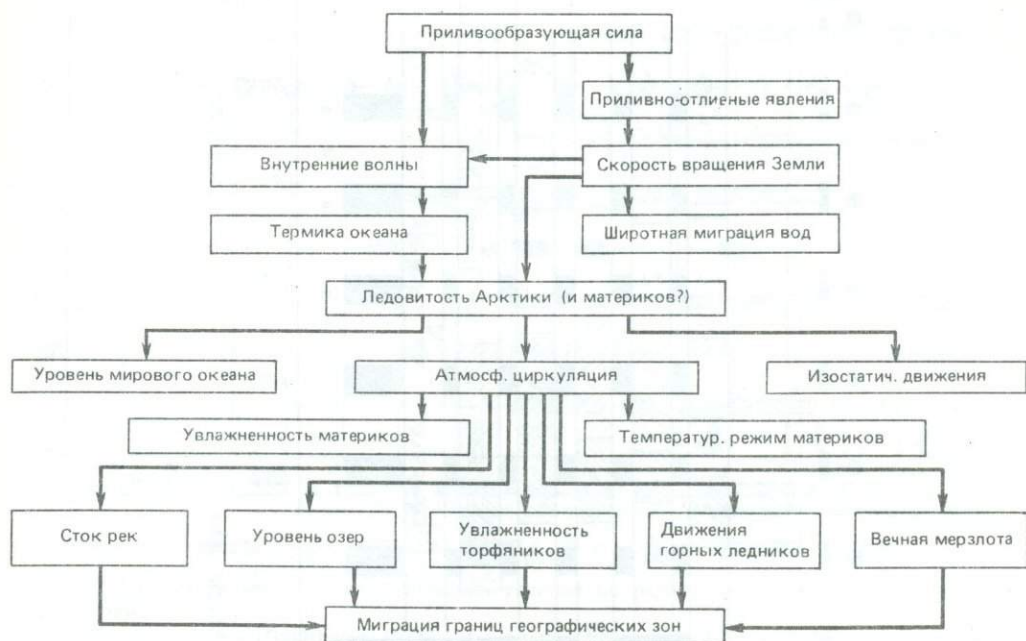 Приливообразующая сила
Приливно-отлиеные явления
Внутренние волны
Скорость вращения Земли
Термика океана
Широтная миграция вод
Ледовитость Арктики (и материков?)
Уровень мирового океана
Атмосф. циркуляция
Изостатич. движения
Увлажненность материков
Температур. режим материков
Сток рек
Уровень озер
Увлажненность
торфяников
Движения
горных ледников
Вечная мерзлота
Миграция границ географических зон